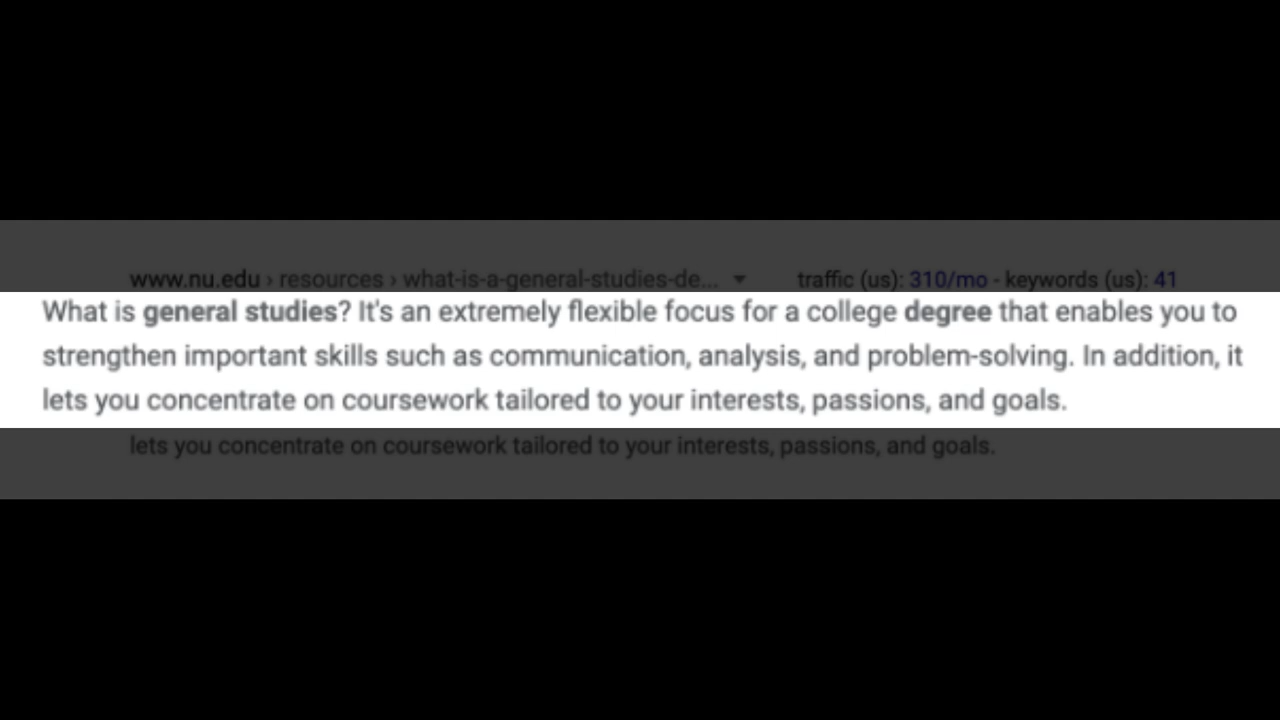 www.nu.edu › resources › what-is-a-general-studies-de... traffic (us): 310/mo - keywords (us): 41
What is general studies? It's an extremely flexible focus for a college degree that enables you to
strengthen important skills such as communication, analysis, and problem-solving. In addition, it
lets you concentrate on coursework tailored to your interests, passions, and goals.
lets you concentrate on coursework tailored to your interests, passions, and goals.